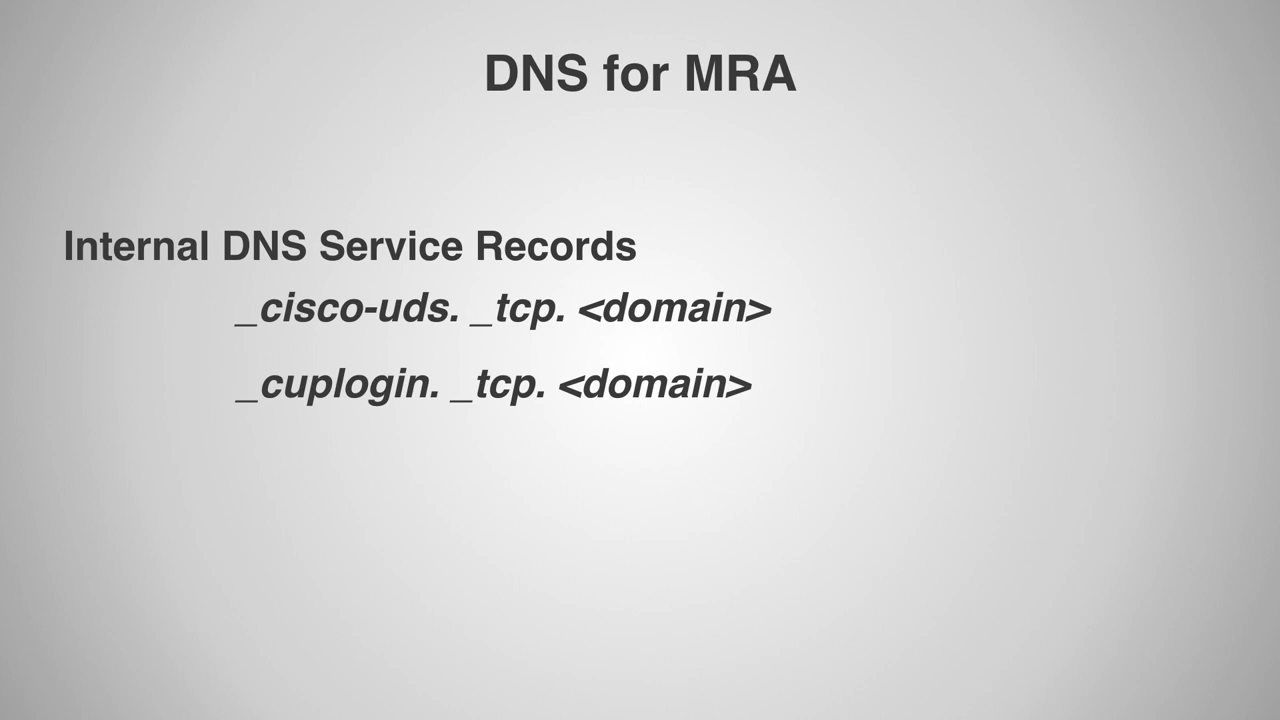 DNS for MRA
Internal DNS Service Records
_cisco-uds. _tcp. <domain>
_cuplogin. _tcp. <domain>